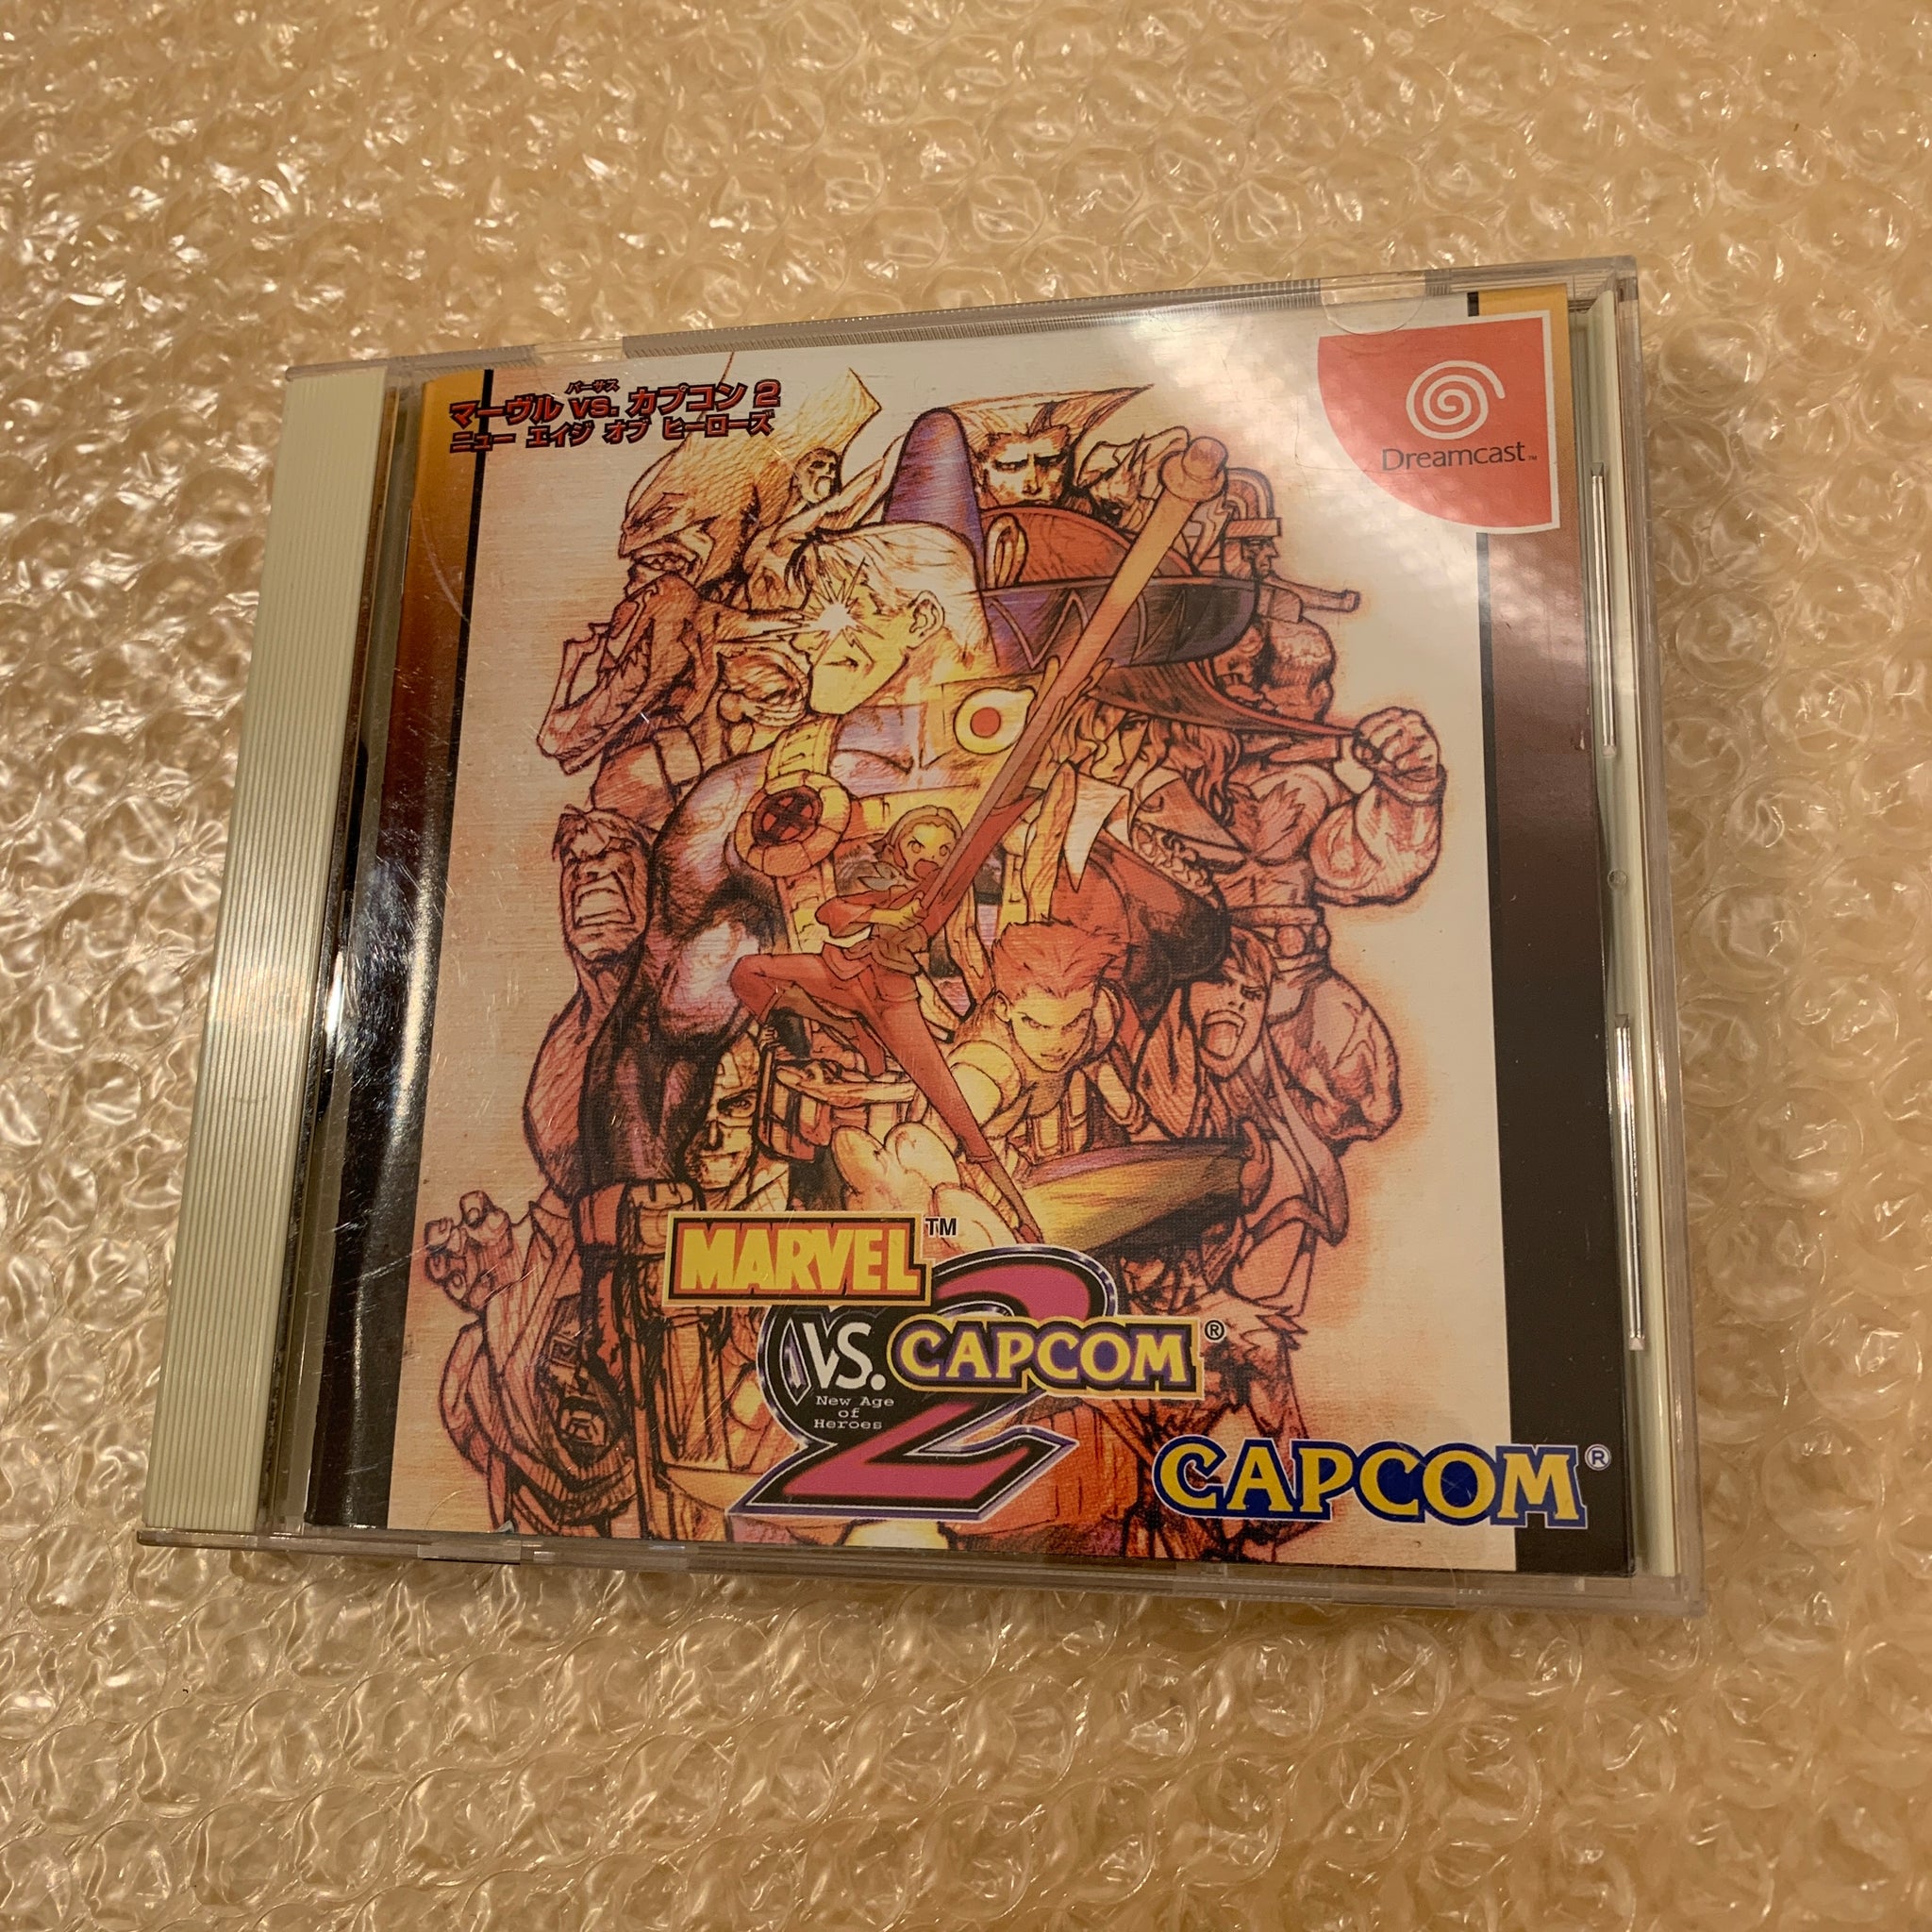 バーサス
マーヴル vs. カプコン 2
ニュー エイジ オブ ヒーローズ
Dreamcast™
MARVEL™
2
VS. CAPCOM®
New Age
of
Heroes
CAPCOM®